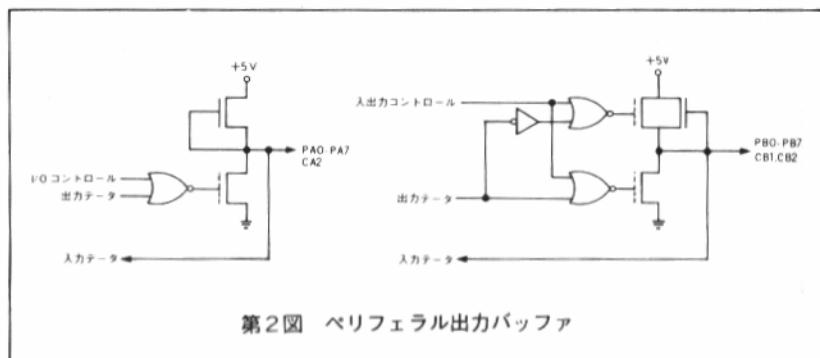 +5V
PA0-PA7
CA2
I/Oコントロール
出力データ
入力データ
+5V
入出力コントロール
PB0-PB7
CB1,CB2
出力データ
入力データ
第2図 ペリフェラル出力バッファ